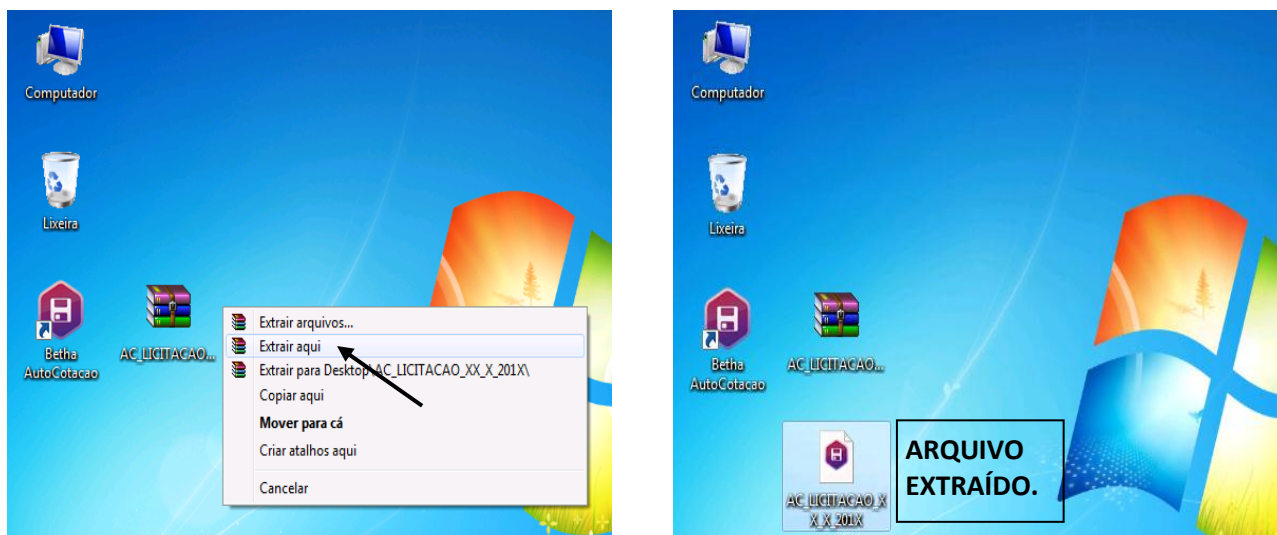 Computador
Lixeira
Betha
AutoCotacao
AC_LICITACAO...
Extrair arquivos...
Extrair aqui
Extrair para Desktop\AC_LICITACAO_XX_X_201X\
Copiar aqui
Mover para cá
Criar atalhos aqui
Cancelar
Computador
Lixeira
Betha
AutoCotacao
AC_LICITACAO...
AC_LICITACAO_X
X_X_201X
ARQUIVO
EXTRAÍDO.